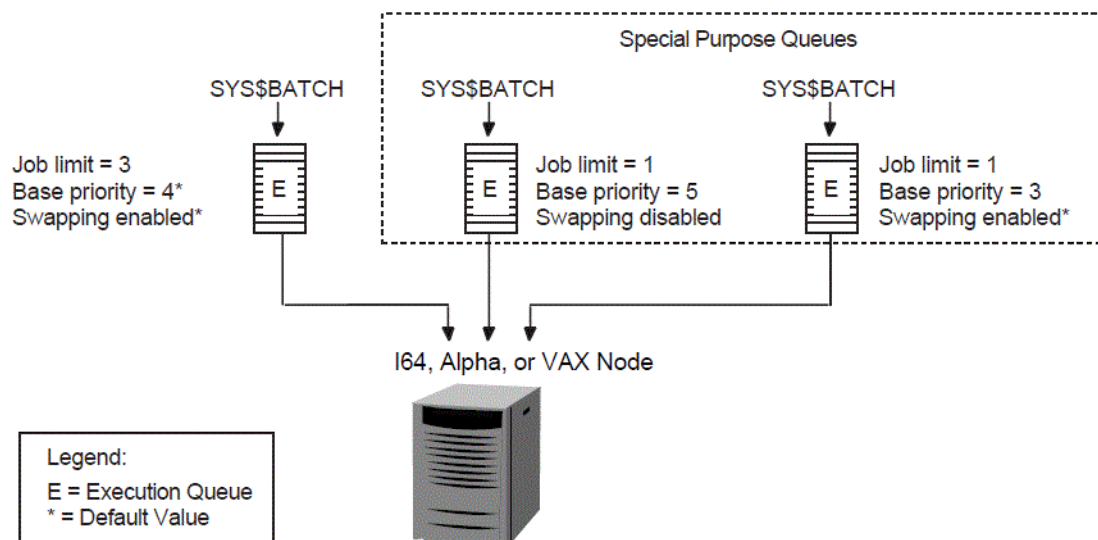 Special Purpose Queues
SYS$BATCH
SYS$BATCH
SYS$BATCH
Job limit = 3
Base priority = 4*
Swapping enabled*
E
E
Job limit = 1
Base priority = 5
Swapping disabled
E
Job limit = 1
Base priority = 3
Swapping enabled*
I64, Alpha, or VAX Node
Legend:
E = Execution Queue
* = Default Value